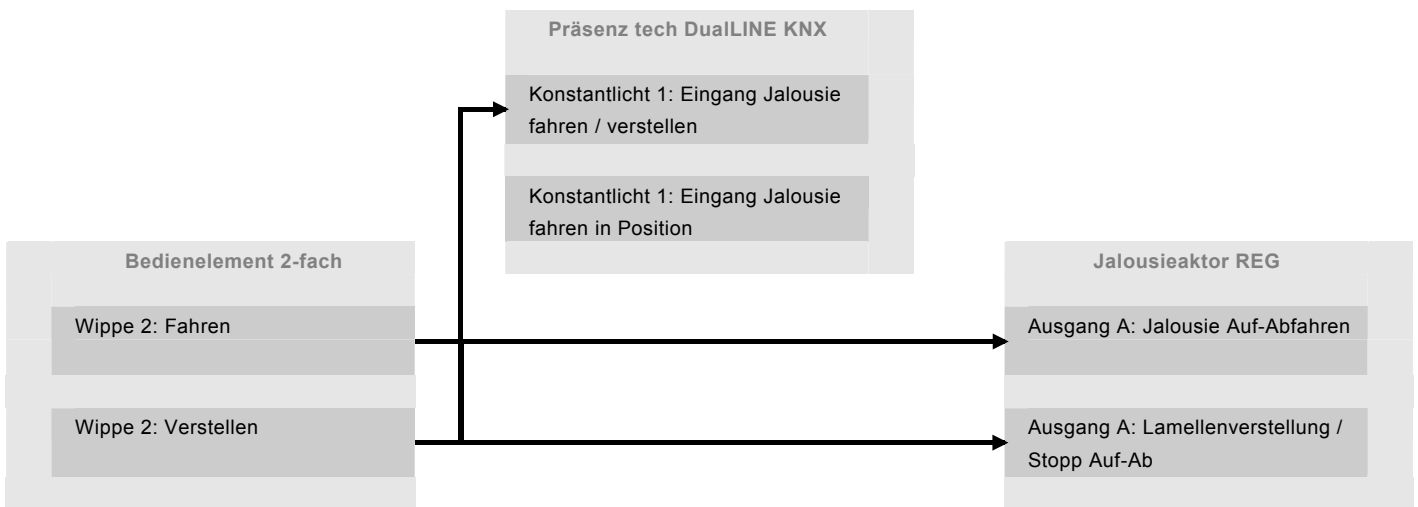 Präsenz tech DualLINE KNX
Konstantlicht 1: Eingang Jalousie
fahren / verstellen
Konstantlicht 1: Eingang Jalousie
fahren in Position
Bedienelement 2-fach
Wippe 2: Fahren
Wippe 2: Verstellen
Jalousieaktor REG
Ausgang A: Jalousie Auf-Abfahren
Ausgang A: Lamellenverstellung /
Stopp Auf-Ab